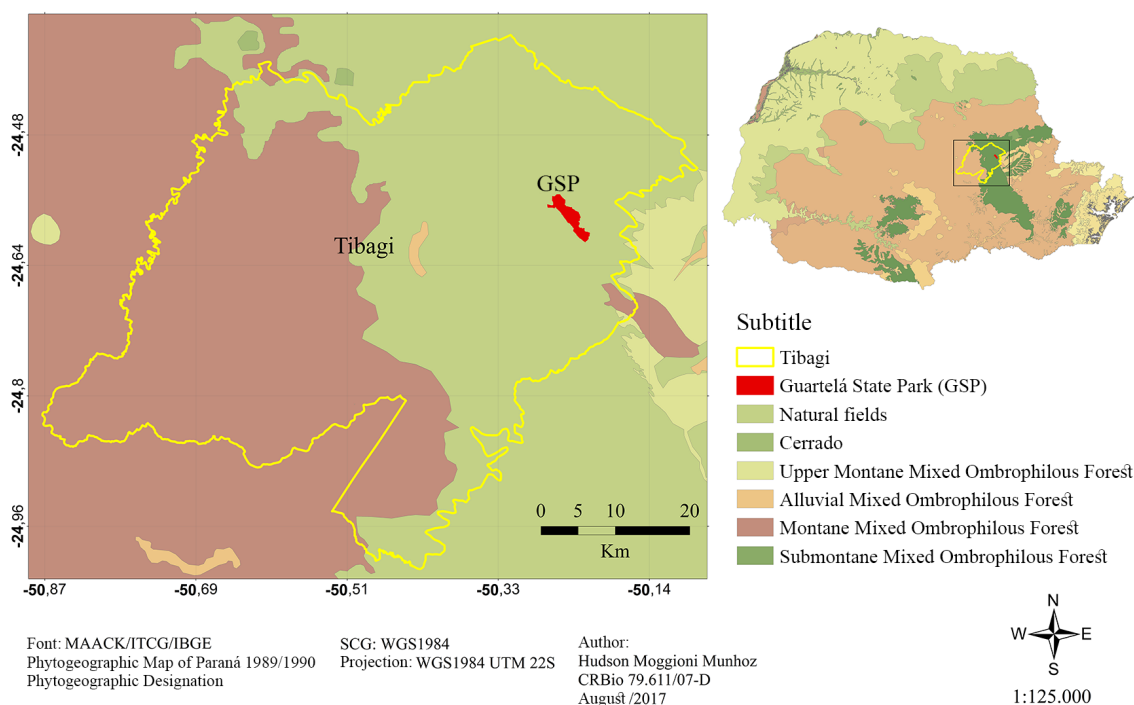 GSP
Tibagi
-24,48
-24,64
-24,8
-24,96
-50,87
-50,69
-50,51
-50,33
-50,14
0 5 10 20
Km
Subtitle
Tibagi
Guartelá State Park (GSP)
Natural fields
Cerrado
Upper Montane Mixed Ombrophilous Forest
Alluvial Mixed Ombrophilous Forest
Montane Mixed Ombrophilous Forest
Submontane Mixed Ombrophilous Forest
Font: MAACK/ITCG/IBGE
Phytogeographic Map of Paraná 1989/1990
Phytogeographic Designation
SCG: WGS1984
Projection: WGS1984 UTM 22S
Author:
Hudson Moggioni Munhoz
CRBio 79.611/07-D
August /2017
N
W E
S
1:125.000